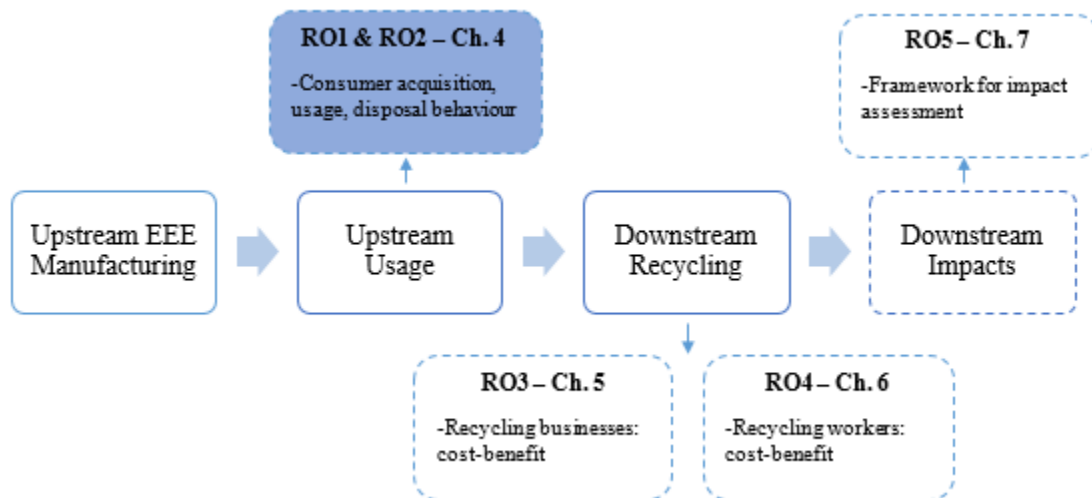 RO1 & RO2 – Ch. 4
-Consumer acquisition,
usage, disposal behaviour
RO5 – Ch. 7
-Framework for impact
assessment
Upstream EEE
Manufacturing
Upstream
Usage
Downstream
Recycling
Downstream
Impacts
RO3 – Ch. 5
-Recycling businesses:
cost-benefit
RO4 – Ch. 6
-Recycling workers:
cost-benefit